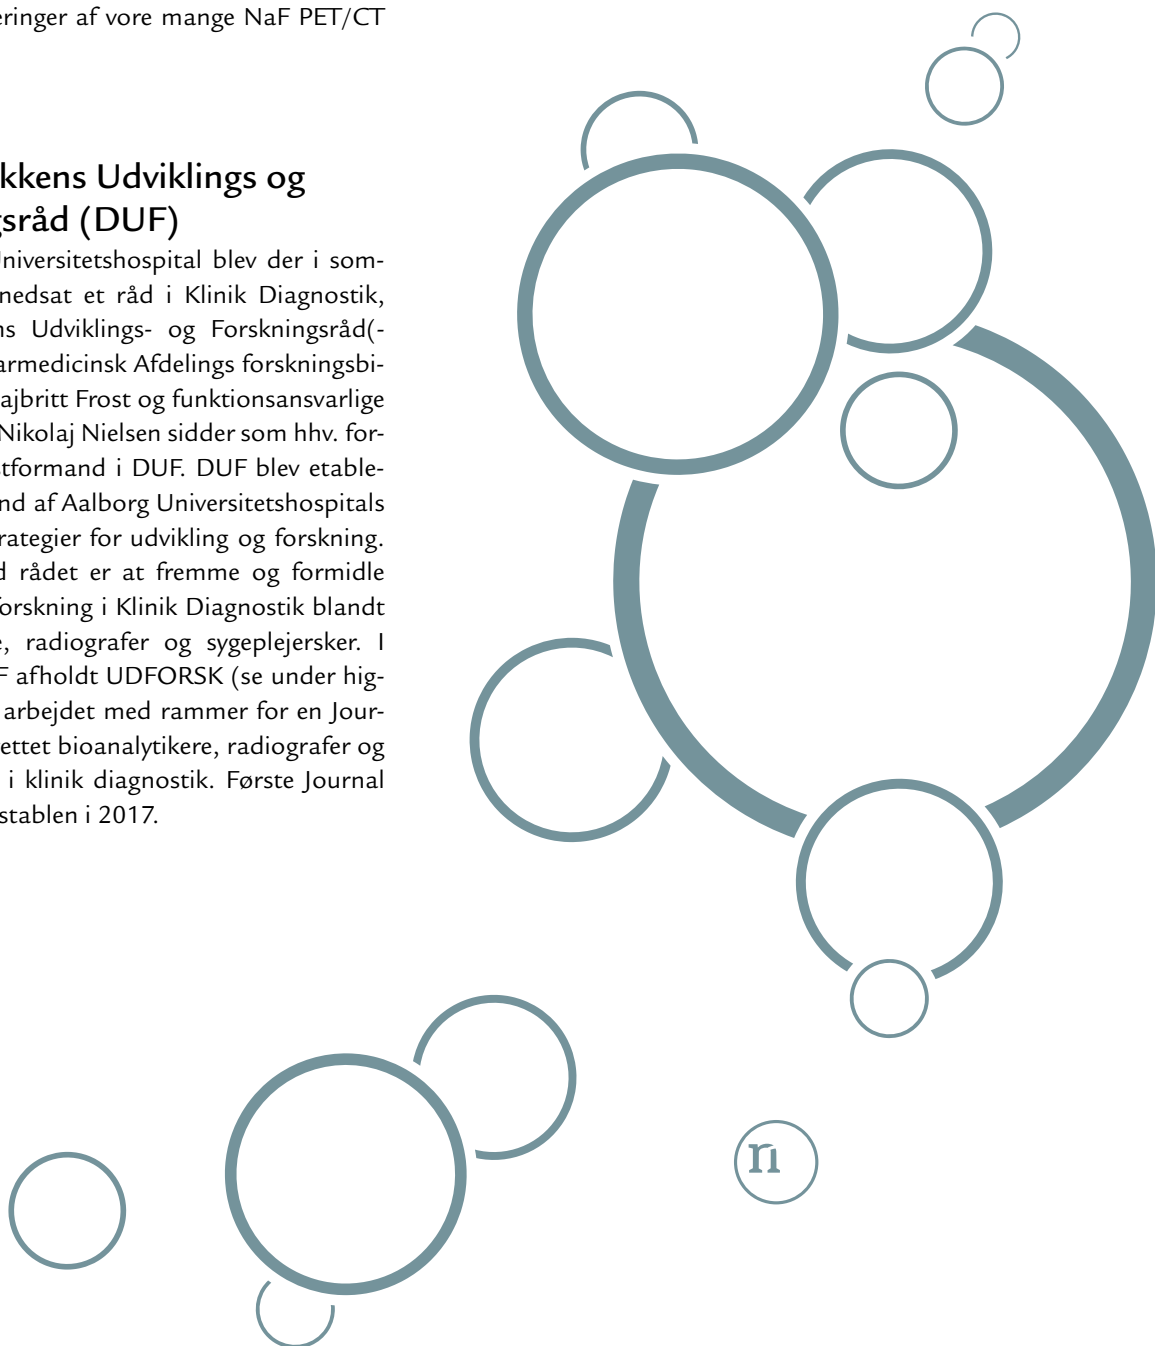 eringer af vore mange NaF PET/CT
kkens Udviklings og
gsråd (DUF)
Universitetshospital blev der i som-
nedsat et råd i Klinik Diagnostik,
ns Udviklings- og Forskningsråd(-
armedicinsk Afdelings forskningsbi-
ajbritt Frost og funktionsansvarlige
Nikolaj Nielsen sidder som hhv. for-
stformand i DUF. DUF blev etable-
nd af Aalborg Universitetshospitals
rategier for udvikling og forskning.
d rådet er at fremme og formidle
forskning i Klinik Diagnostik blandt
e, radiografer og sygeplejersker. I
F afholdt UDFORSK (se under hig-
arbejdet med rammer for en Jour-
ettet bioanalytikere, radiografer og
i klinik diagnostik. Første Journal
stablen i 2017.
n